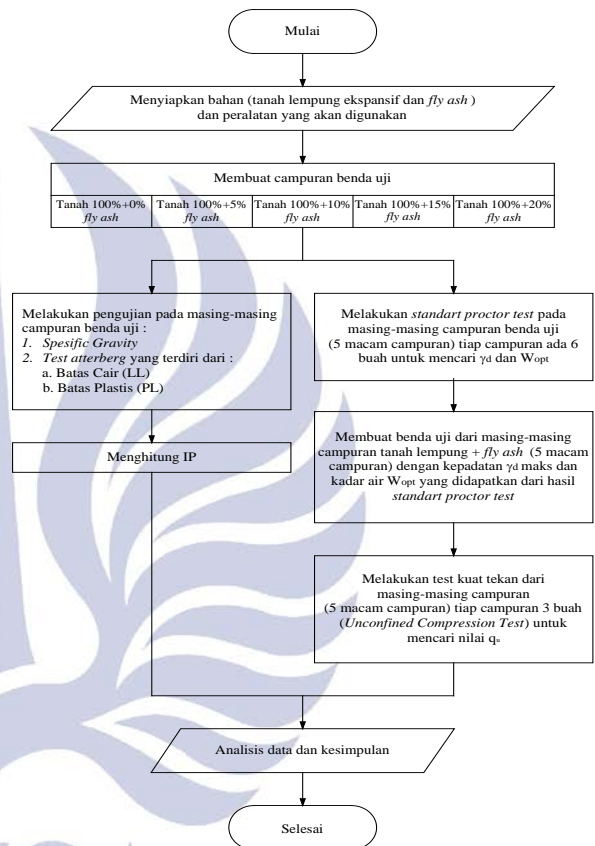 Mulai
Menyiapkan bahan (tanah lempung ekspansif dan fly ash )
dan peralatan yang akan digunakan
Membuat campuran benda uji
Tanah 100%+0%
fly ash
Tanah 100%+5%
fly ash
Tanah 100%+10%
fly ash
Tanah 100%+15%
fly ash
Tanah 100%+20%
fly ash
Melakukan pengujian pada masing-masing
campuran benda uji :
1. Spesific Gravity
2. Test atterberg yang terdiri dari :
a. Batas Cair (LL)
b. Batas Plastis (PL)
Menghitung IP
Melakukan standart proctor test pada
masing-masing campuran benda uji
(5 macam campuran) tiap campuran ada 6
buah untuk mencari γd dan Wopt
Membuat benda uji dari masing-masing
campuran tanah lempung + fly ash (5 macam
campuran) dengan kepadatan γd maks dan
kadar air Wopt yang didapatkan dari hasil
standart proctor test
Melakukan test kuat tekan dari
masing-masing campuran
(5 macam campuran) tiap campuran 3 buah
(Unconfined Compression Test) untuk
mencari nilai qu
Analisis data dan kesimpulan
Selesai